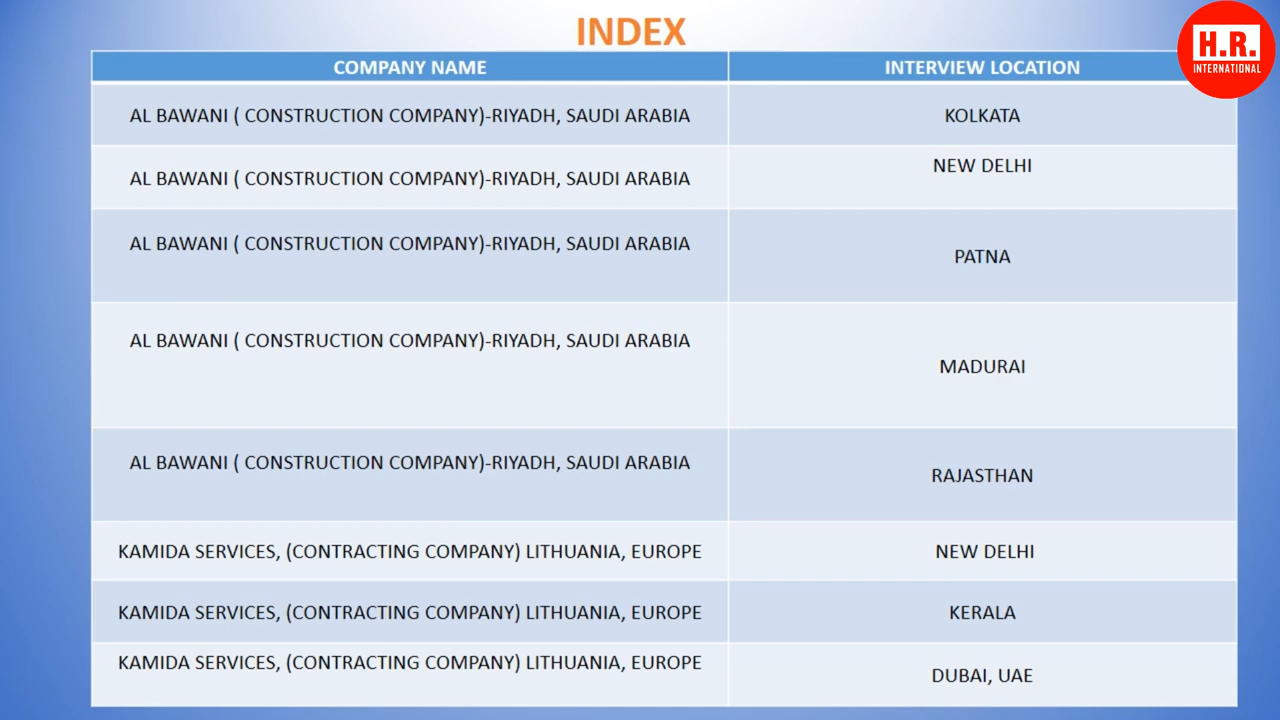 INDEX
H.R.
INTERNATIONAL
COMPANY NAME INTERVIEW LOCATION
AL BAWANI ( CONSTRUCTION COMPANY)-RIYADH, SAUDI ARABIA KOLKATA
AL BAWANI ( CONSTRUCTION COMPANY)-RIYADH, SAUDI ARABIA NEW DELHI
AL BAWANI ( CONSTRUCTION COMPANY)-RIYADH, SAUDI ARABIA PATNA
AL BAWANI ( CONSTRUCTION COMPANY)-RIYADH, SAUDI ARABIA MADURAI
AL BAWANI ( CONSTRUCTION COMPANY)-RIYADH, SAUDI ARABIA RAJASTHAN
KAMIDA SERVICES, (CONTRACTING COMPANY) LITHUANIA, EUROPE NEW DELHI
KAMIDA SERVICES, (CONTRACTING COMPANY) LITHUANIA, EUROPE KERALA
KAMIDA SERVICES, (CONTRACTING COMPANY) LITHUANIA, EUROPE DUBAI, UAE